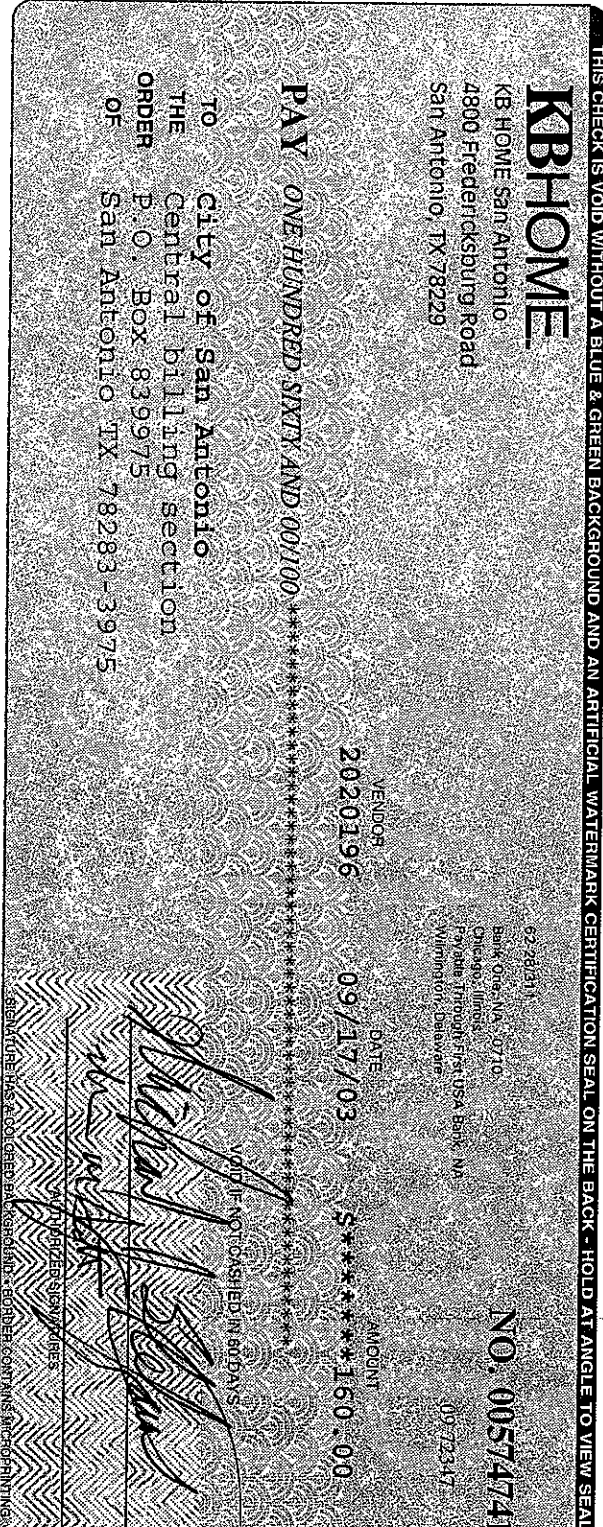 THIS CHECK IS VOID WITHOUT A BLUE & GREEN BACKGROUND AND AN ARTIFICIAL WATERMARK CERTIFICATION SEAL ON THE BACK - HOLD AT ANGLE TO VIEW SEAL
KBHOME
KB HOME San Antonio
4800 Fredericksburg Road
San Antonio, TX 78229
62-28/311
Bank One, NA - 0710
Chicago, Illinois
Payable Through First USA Bank, NA
Wilmington, Delaware
NO. 0057474
0972347
VENDOR DATE AMOUNT
2020196 09/17/03 $*******160.00
PAY ONE HUNDRED SIXTY AND 00/100
VOID IF NOT CASHED IN 60 DAYS
TO THE ORDER OF
City of San Antonio
Central billing section
P.O. Box 839975
San Antonio TX 78283-3975
AUTHORIZED SIGNATURES
SIGNATURE HAS A COLORED BACKGROUND - BORDER CONTAINS MICROPRINTING